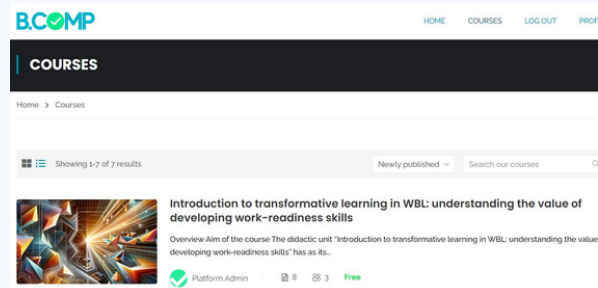 B.COMP
HOME COURSES LOG OUT PROF
COURSES
Home > Courses
Showing 1-7 of 7 results
Newly published
Search our courses
Introduction to transformative learning in WBL: understanding the value of
developing work-readiness skills
Overview Aim of the course The didactic unit "Introduction to transformative learning in WBL: understanding the value
developing work-readiness skills" has as its...
Platform Admin 8 3 Free